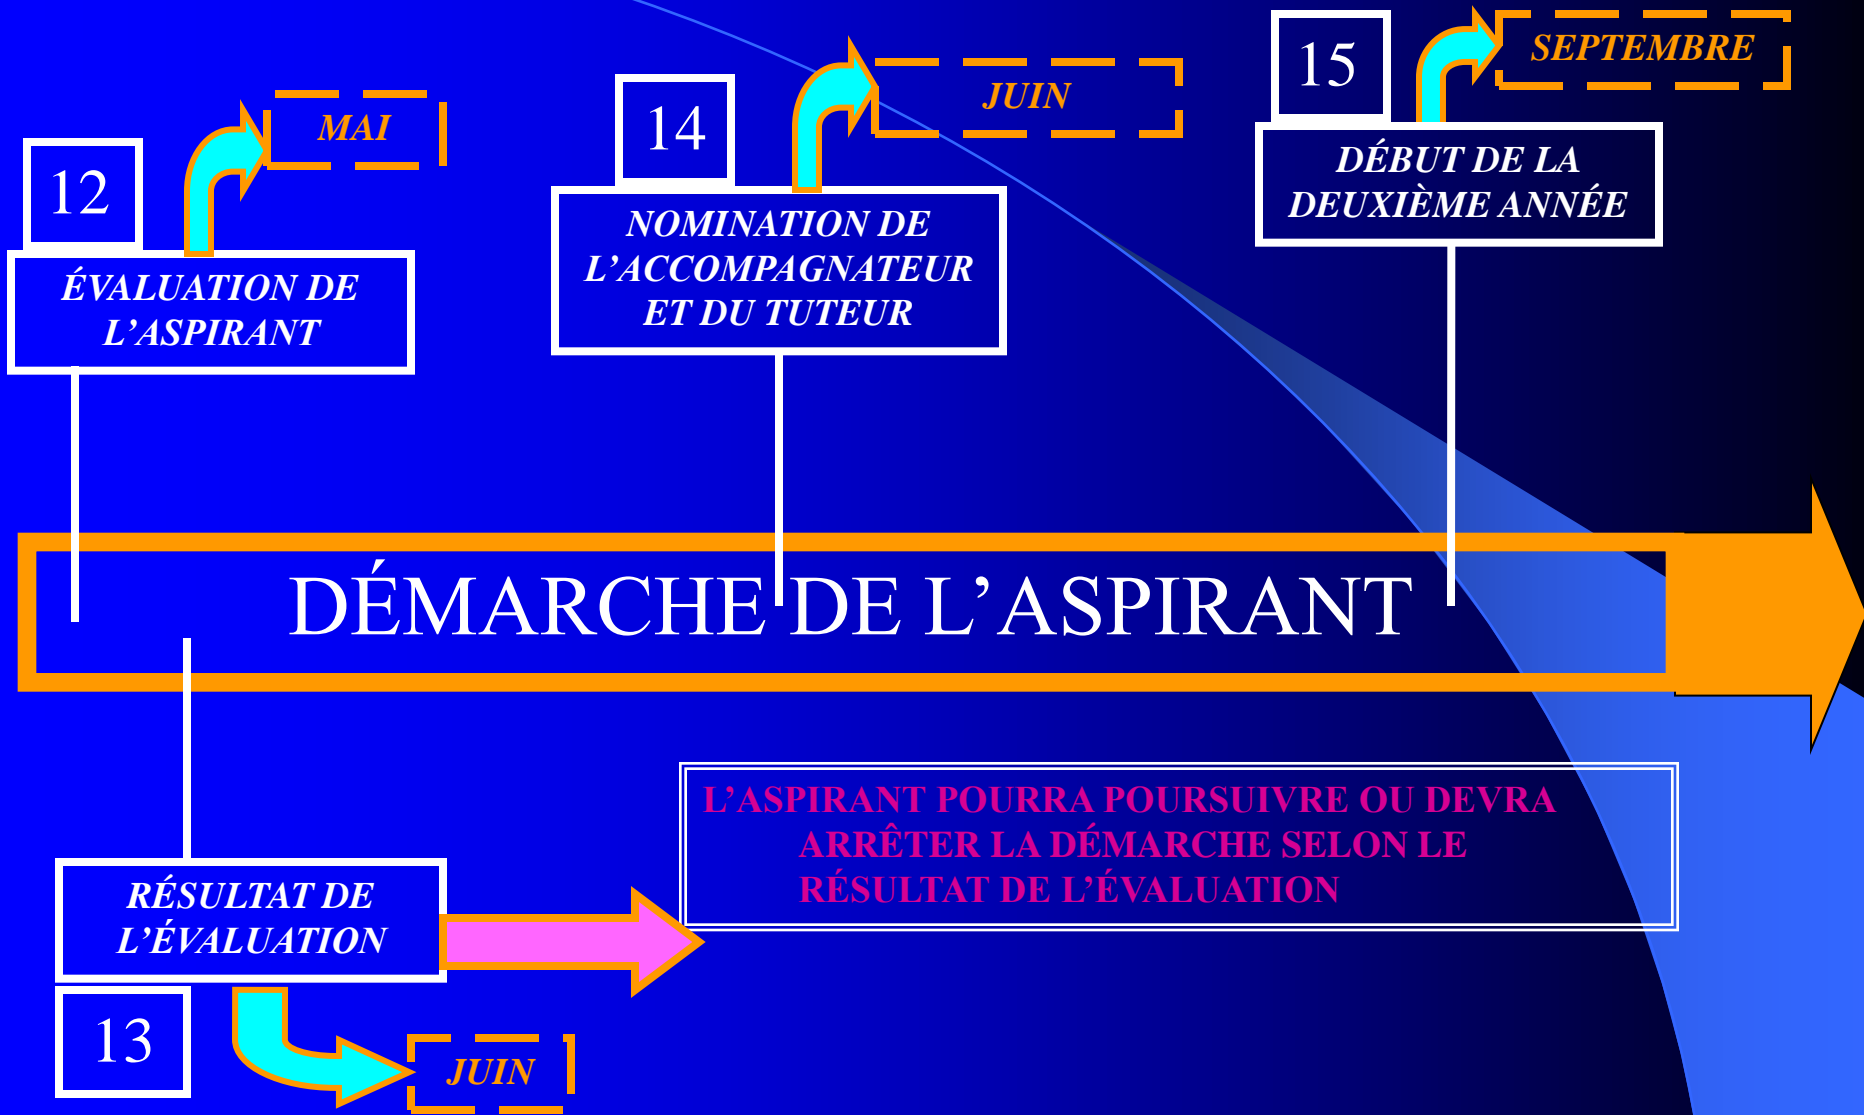 12
MAI
ÉVALUATION DE
L’ASPIRANT
14
JUIN
NOMINATION DE
L’ACCOMPAGNATEUR
ET DU TUTEUR
15
SEPTEMBRE
DÉBUT DE LA
DEUXIÈME ANNÉE
DÉMARCHE DE L’ASPIRANT
RÉSULTAT DE
L’ÉVALUATION
13
JUIN
L’ASPIRANT POURRA POURSUIVRE OU DEVRA
ARRÊTER LA DÉMARCHE SELON LE
RÉSULTAT DE L’ÉVALUATION